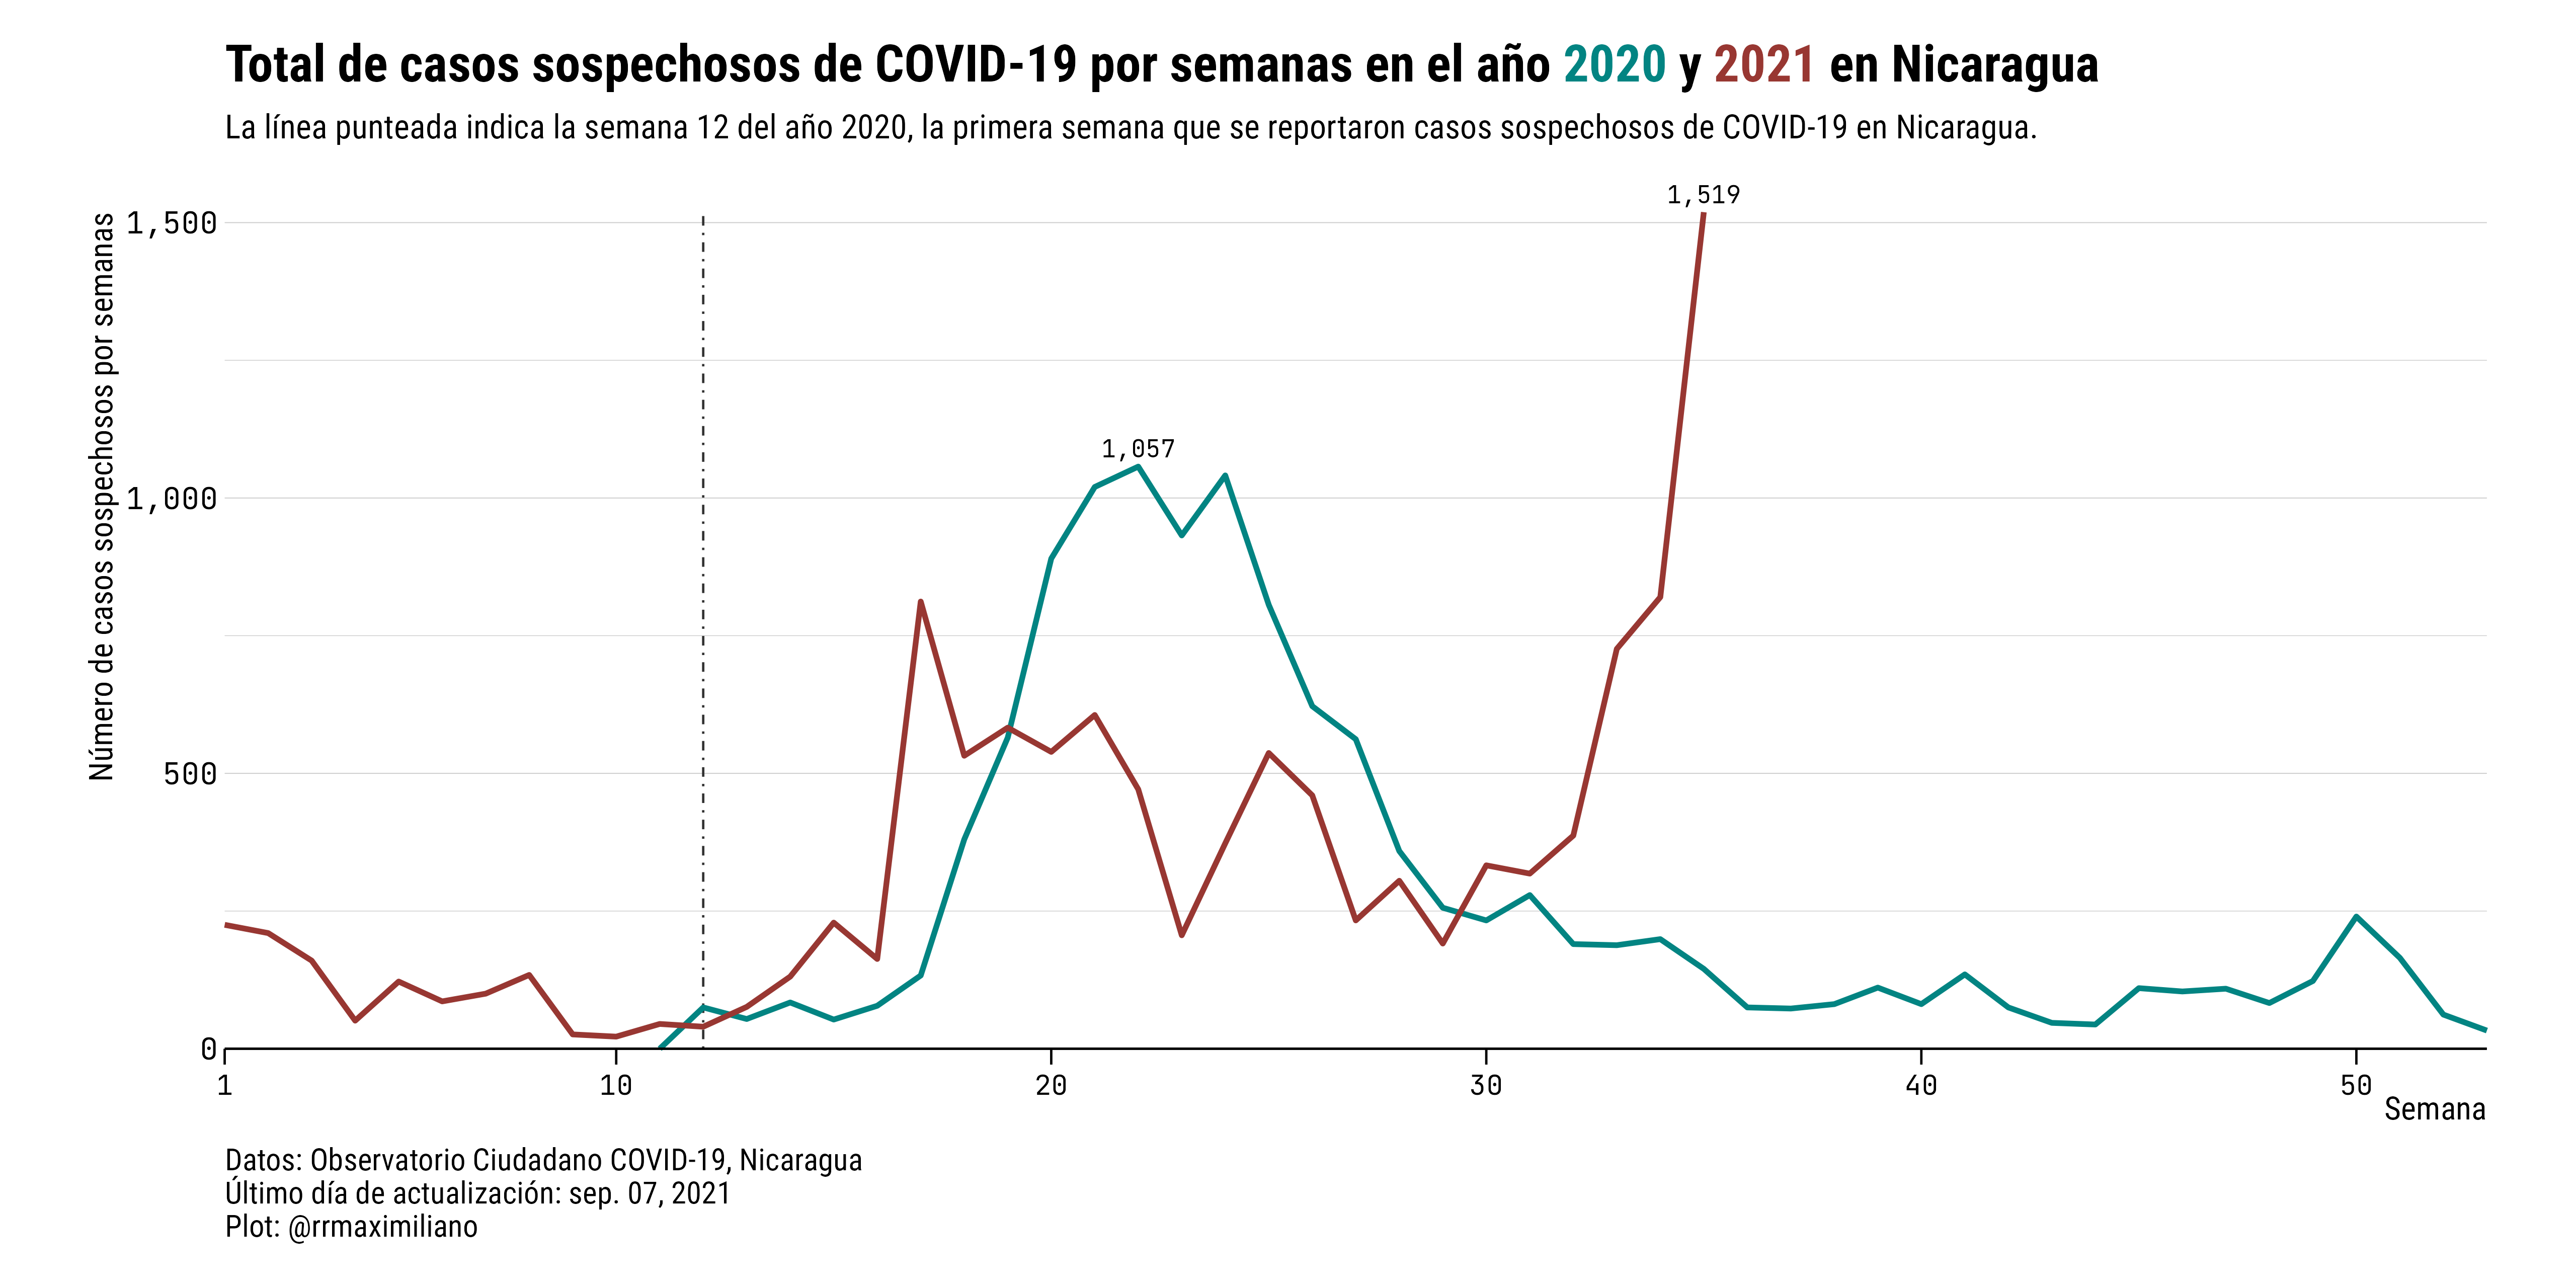 Total de casos sospechosos de COVID-19 por semanas en el año 2020 y 2021 en Nicaragua
La línea punteada indica la semana 12 del año 2020, la primera semana que se reportaron casos sospechosos de COVID-19 en Nicaragua.
Número de casos sospechosos por semanas
1,500
1,000
500
0
1,519
1,057
1
10
20
30
40
50
Semana
Datos: Observatorio Ciudadano COVID-19, Nicaragua
Último día de actualización: sep. 07, 2021
Plot: @rrmaximiliano